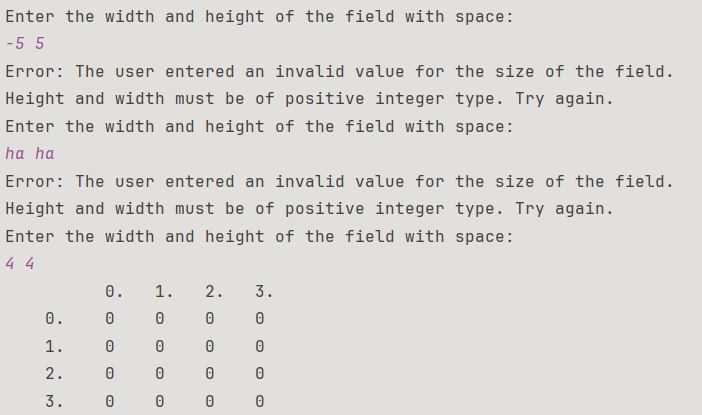 Enter the width and height of the field with space:
-5 5
Error: The user entered an invalid value for the size of the field.
Height and width must be of positive integer type. Try again.
Enter the width and height of the field with space:
ha ha
Error: The user entered an invalid value for the size of the field.
Height and width must be of positive integer type. Try again.
Enter the width and height of the field with space:
4 4
0. 1. 2. 3.
0. 0 0 0 0
1. 0 0 0 0
2. 0 0 0 0
3. 0 0 0 0